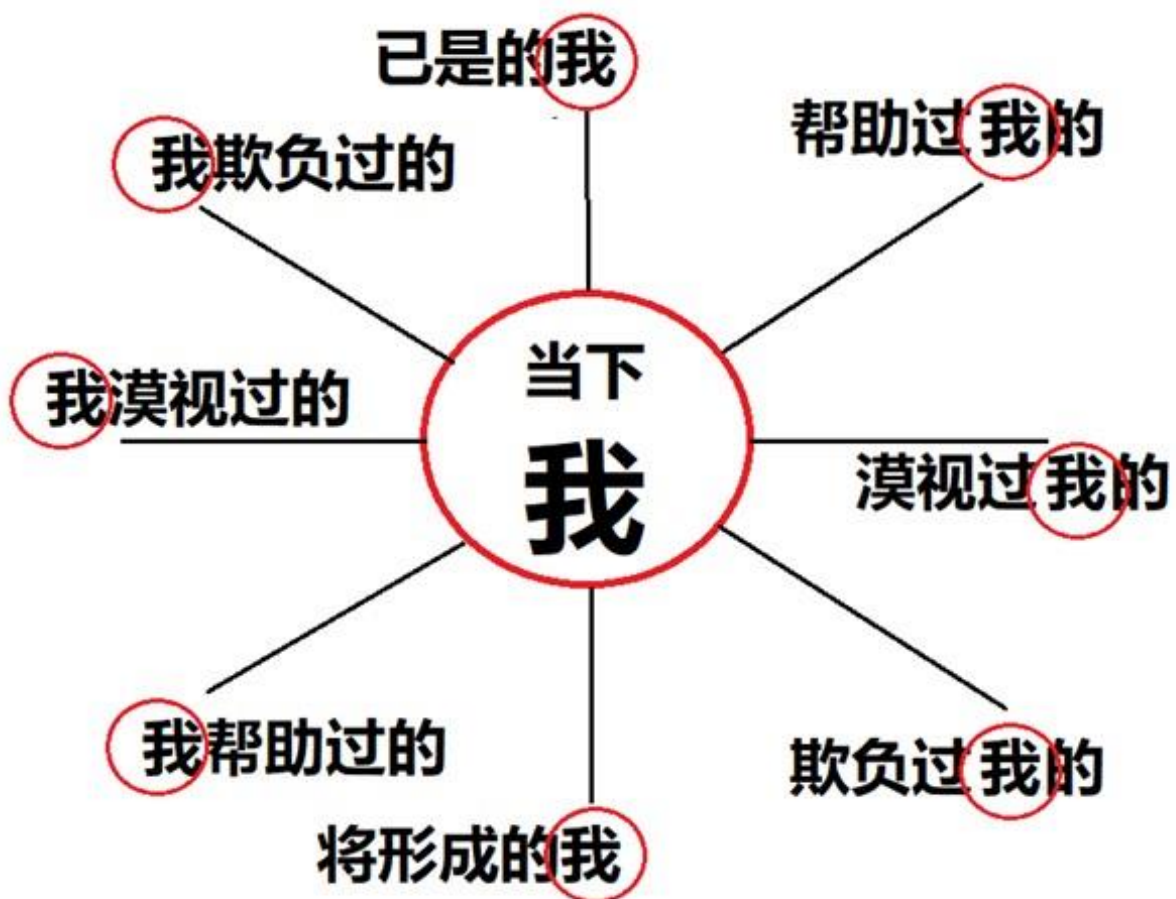 已是的我
帮助过我的
我欺负过的
当下
我
我漠视过的
漠视过我的
我帮助过的
欺负过我的
将形成的我